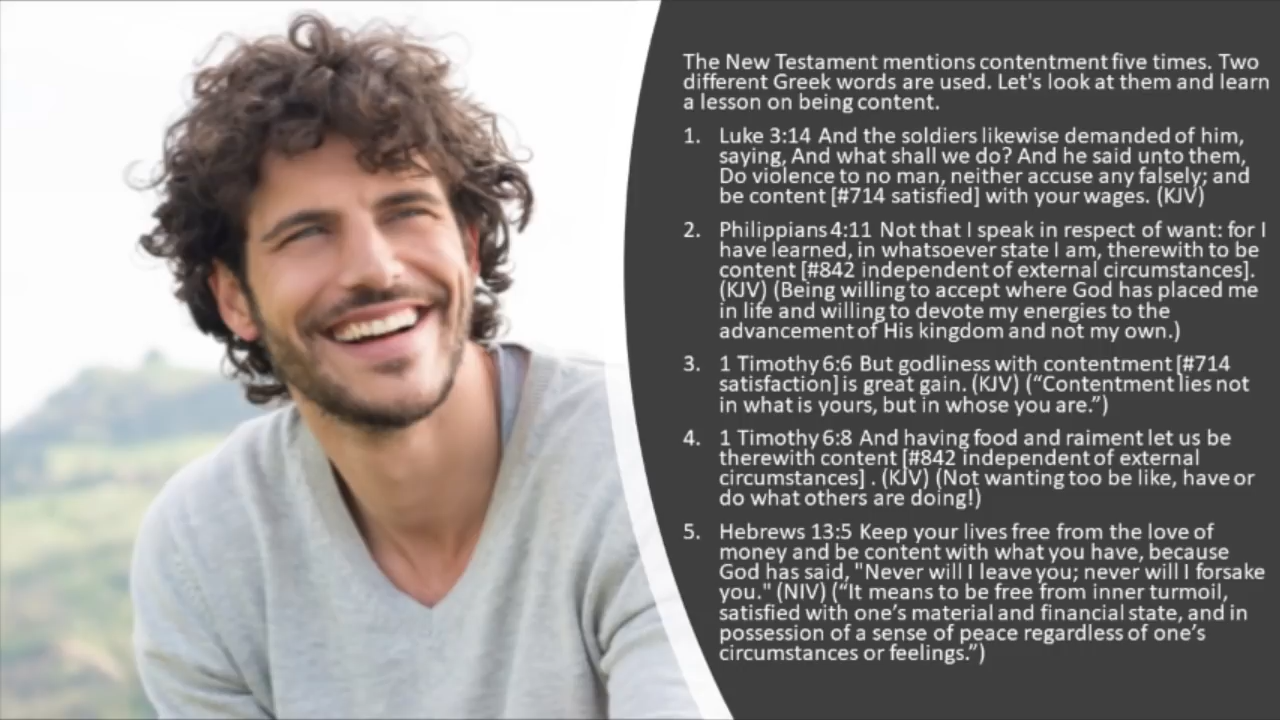 The New Testament mentions contentment five times. Two
different Greek words are used. Let's look at them and learn
a lesson on being content.
1. Luke 3:14 And the soldiers likewise demanded of him,
saying, And what shall we do? And he said unto them,
Do violence to no man, neither accuse any falsely; and
be content [#714 satisfied] with your wages. (KJV)
2. Philippians 4:11 Not that I speak in respect of want: for I
have learned, in whatsoever state I am, therewith to be
content [#842 independent of external circumstances].
(KJV) (Being willing to accept where God has placed me
in life and willing to devote my energies to the
advancement of His kingdom and not my own.)
3. 1 Timothy 6:6 But godliness with contentment [#714
satisfaction] is great gain. (KJV) (“Contentment lies not
in what is yours, but in whose you are.”)
4. 1 Timothy 6:8 And having food and raiment let us be
therewith content [#842 independent of external
circumstances] . (KJV) (Not wanting too be like, have or
do what others are doing!)
5. Hebrews 13:5 Keep your lives free from the love of
money and be content with what you have, because
God has said, "Never will I leave you; never will I forsake
you." (NIV) (“It means to be free from inner turmoil,
satisfied with one’s material and financial state, and in
possession of a sense of peace regardless of one’s
circumstances or feelings.”)